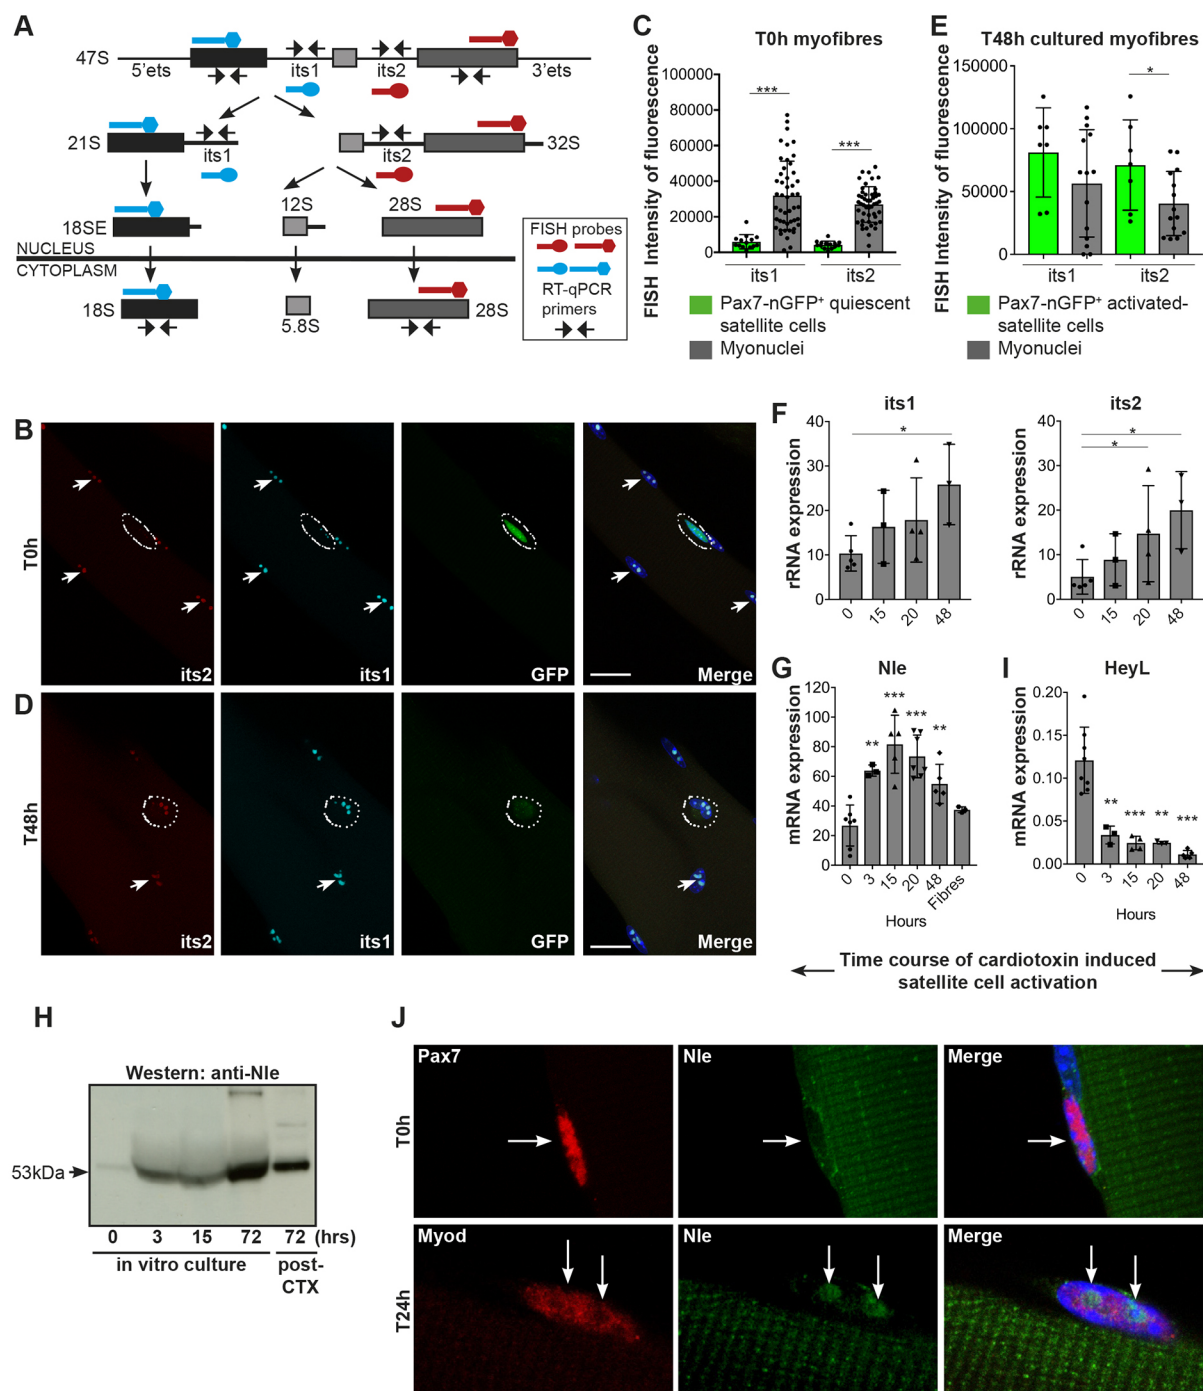 A
47S
5'ets
its1
its2
3'ets
21S
its1
its2
32S
18SE
12S
28S
NUCLEUS
CYTOPLASM
18S
5.8S
28S
FISH probes
RT-qPCR
primers
C
T0h myofibres
FISH Intensity of fluorescence
100000
80000
60000
40000
20000
0
***
***
its1
its2
Pax7-nGFP+ quiescent
satellite cells
Myonuclei
E
T48h cultured myofibres
FISH Intensity of fluorescence
150000
100000
50000
0
*
its1
its2
Pax7-nGFP+ activated-
satellite cells
Myonuclei
B
T0h
its2
its1
GFP
Merge
D
T48h
its2
its1
GFP
Merge
F
its1
rRNA expression
40
30
20
10
0
*
0
15
20
48
its2
rRNA expression
40
30
20
10
0
*
*
0
15
20
48
G
Nle
mRNA expression
120
100
80
60
40
20
0
**
***
***
**
0
3
15
20
48
Fibres
Hours
I
HeyL
mRNA expression
0.20
0.15
0.10
0.05
0.00
**
***
**
***
0
3
15
20
48
Hours
Time course of cardiotoxin induced
satellite cell activation
H
Western: anti-Nle
53kDa
0 3 15 72 72 (hrs)
in vitro culture
post-
CTX
J
T0h
Pax7
Nle
Merge
T24h
Myod
Nle
Merge